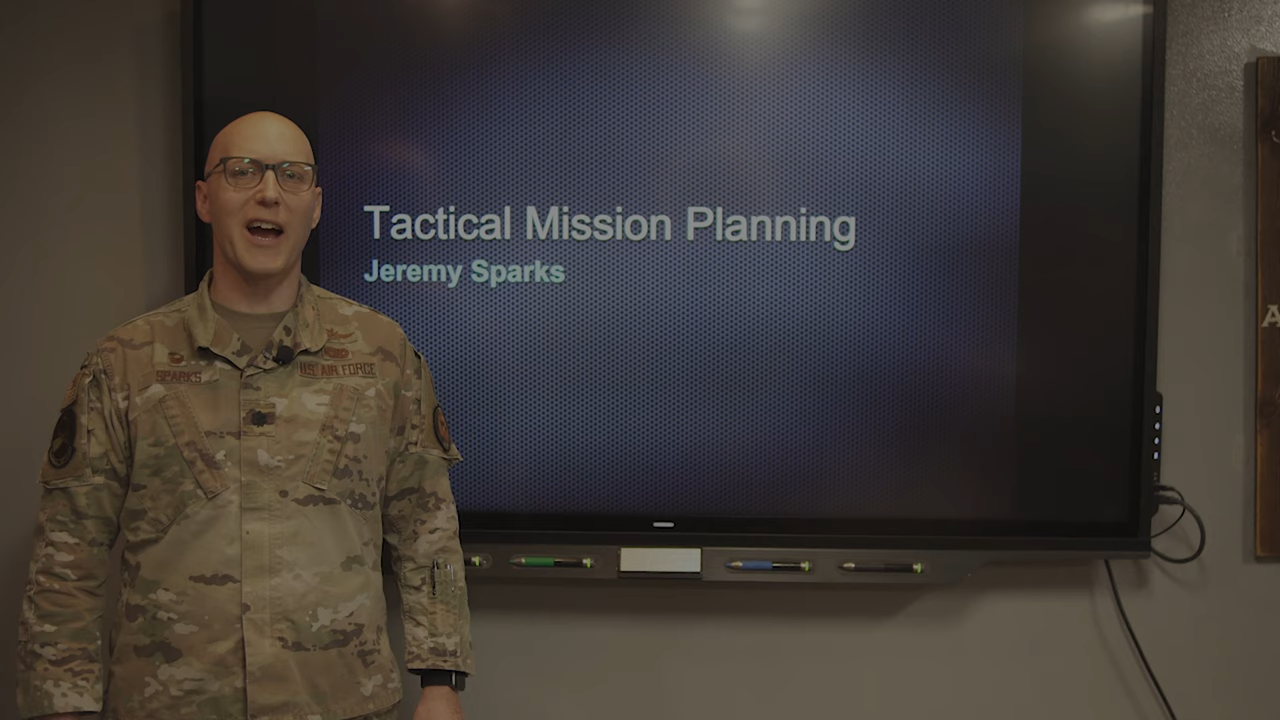 Tactical Mission Planning
Jeremy Sparks
SPARKS
U.S. AIR FORCE
A